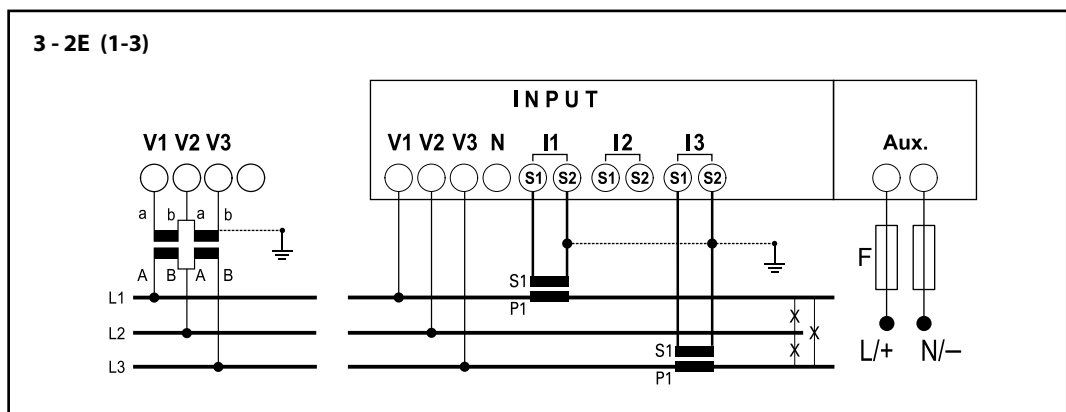 3 - 2E (1-3)
INPUT
V1 V2 V3
V1 V2 V3 N I1 I2 I3
Aux.
S1 S2 S1 S2 S1 S2
a b a b
F
A B A B
S1
L1
P1
L2
L/+ N/–
S1
L3
P1